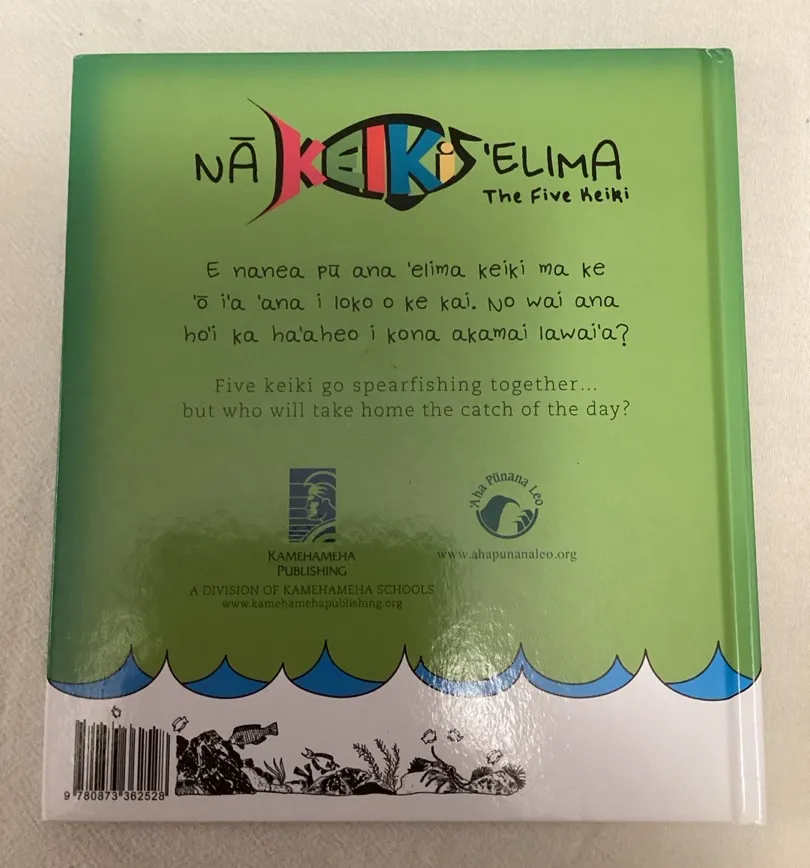 NĀ KEIKI 'ELIMA
The Five Keiki
E nanea pū ana 'elima keiki ma ke
'ō i'a 'ana i loko o ke kai. No wai ana
ho'i ka ha'aheo i kona akamai lawai'a?
Five keiki go spearfishing together...
but who will take home the catch of the day?
KAMEHAMEHA
PUBLISHING
A DIVISION OF KAMEHAMEHA SCHOOLS
www.kamehamehapublishing.org
'Aha Pūnana Leo
www.ahapunanaleo.org
9 780873 362528